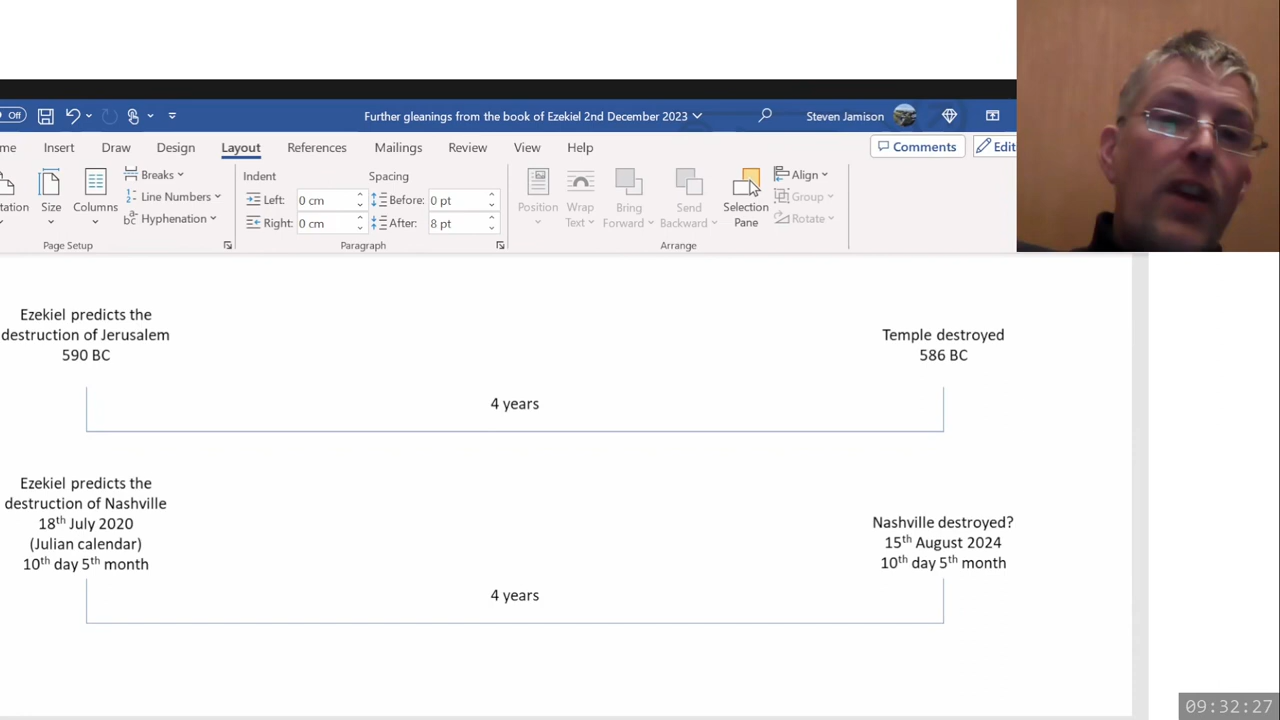 Off
Further gleanings from the book of Ezekiel 2nd December 2023
Steven Jamison
me Insert Draw Design Layout References Mailings Review View Help
Comments
Edit
tation
Size
Columns
Breaks
Line Numbers
Hyphenation
Page Setup
Indent
Left: 0 cm
Right: 0 cm
Spacing
Before: 0 pt
After: 8 pt
Paragraph
Position
Wrap
Text
Bring
Forward
Send
Backward
Selection
Pane
Align
Group
Rotate
Arrange
Ezekiel predicts the
destruction of Jerusalem
590 BC
Temple destroyed
586 BC
4 years
Ezekiel predicts the
destruction of Nashville
18th July 2020
(Julian calendar)
10th day 5th month
Nashville destroyed?
15th August 2024
10th day 5th month
4 years
09:32:27